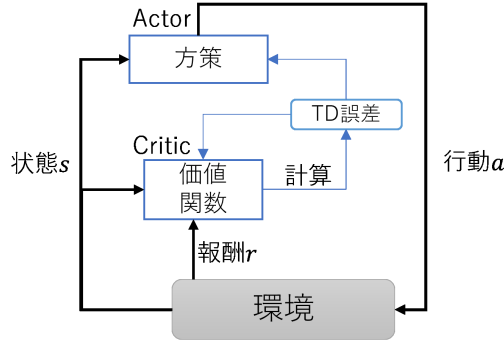 Actor
方策
TD誤差
Critic
状態s
価値
関数
計算
行動a
報酬r
環境